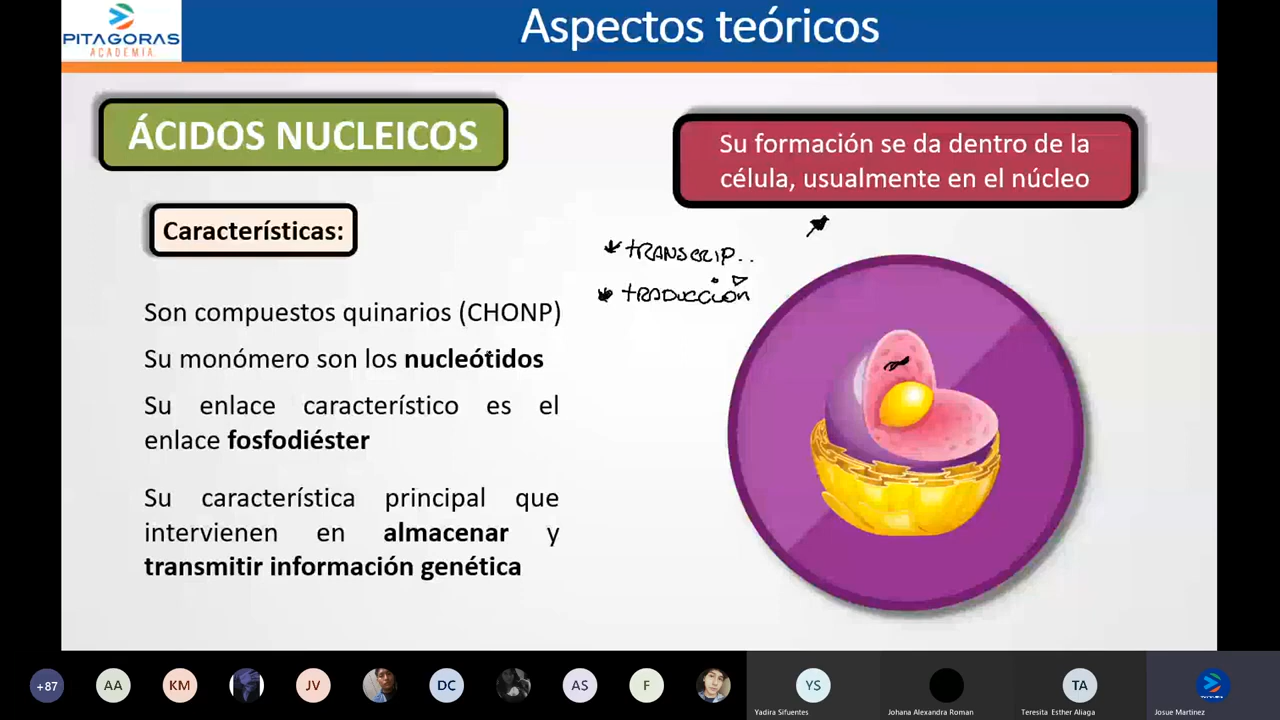 PITAGORAS
ACADEMIA
Aspectos teóricos
ÁCIDOS NUCLEICOS
Su formación se da dentro de la
célula, usualmente en el núcleo
Características:
TRANSCRIP..
TRADUCCIÓN
Son compuestos quinarios (CHONP)
Su monómero son los nucleótidos
Su enlace característico es el
enlace fosfodiéster
Su característica principal que
intervienen en almacenar y
transmitir información genética
+87
AA
KM
JV
DC
AS
F
YS
TA
Yadira Sifuentes
Johana Alexandra Roman
Teresita Esther Aliaga
Josue Martinez